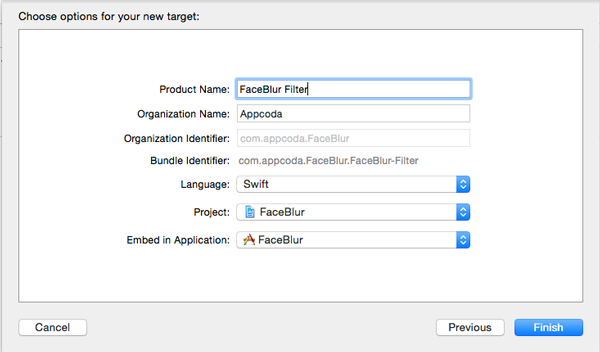 Choose options for your new target:
Product Name: FaceBlur Filter
Organization Name: Appcoda
Organization Identifier: com.appcoda.FaceBlur
Bundle Identifier: com.appcoda.FaceBlur.FaceBlur-Filter
Language: Swift
Project: FaceBlur
Embed in Application: FaceBlur
Cancel Previous Finish